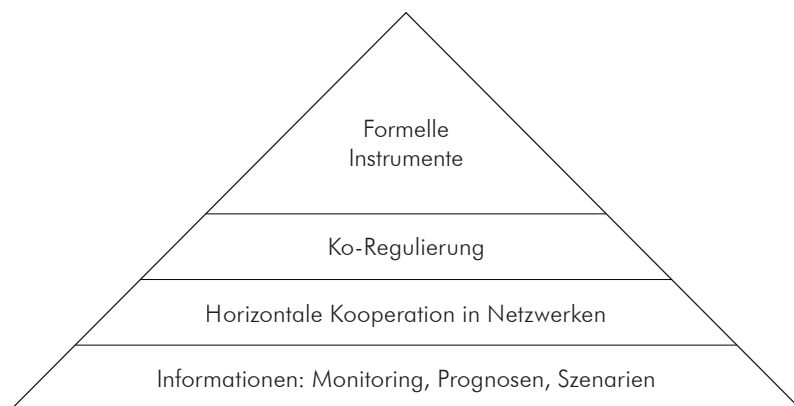 Formelle
Instrumente
Ko-Regulierung
Horizontale Kooperation in Netzwerken
Informationen: Monitoring, Prognosen, Szenarien